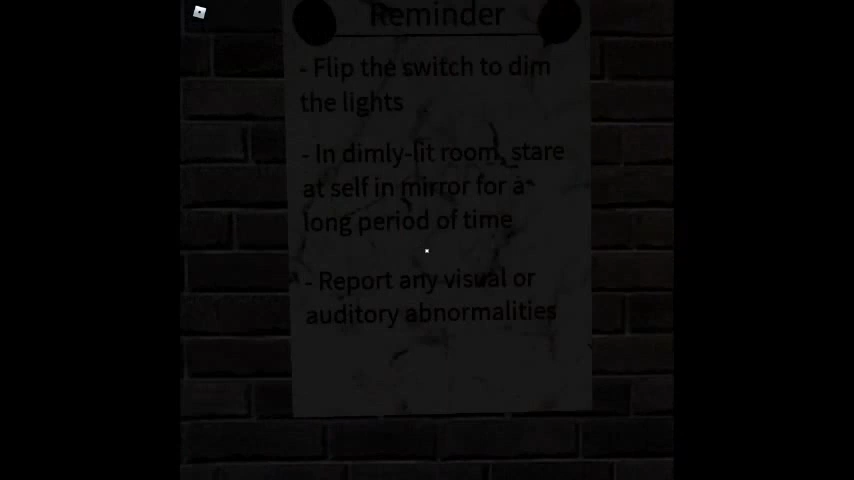 Reminder
- Flip the switch to dim
the lights
- In dimly-lit room, stare
at self in mirror for a
long period of time
- Report any visual or
auditory abnormalities